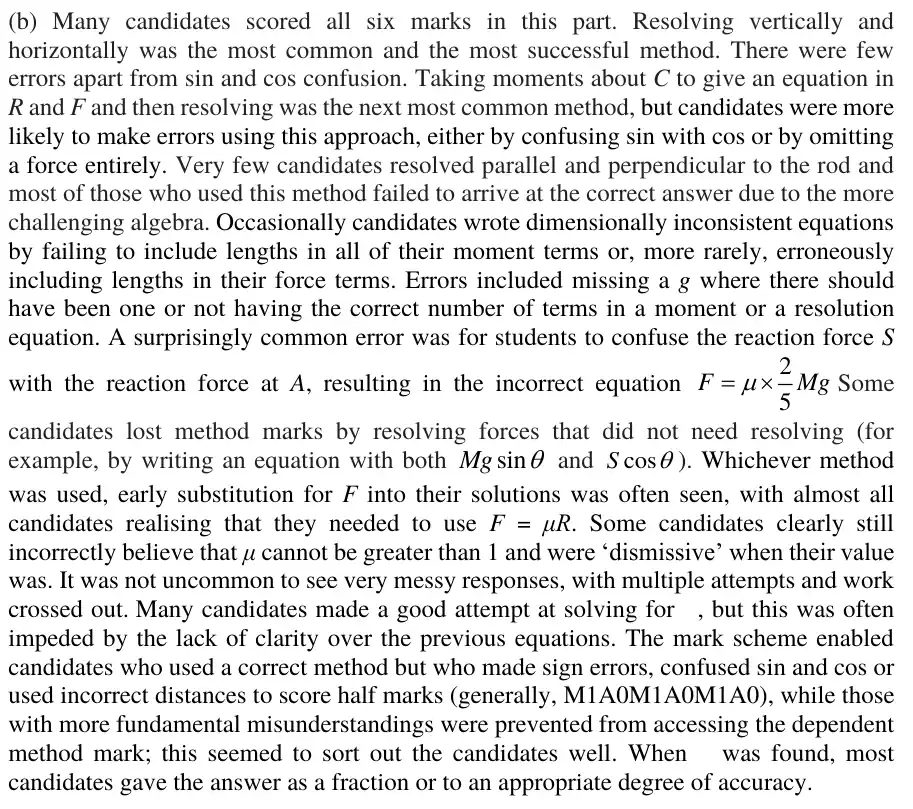 (b) Many candidates scored all six marks in this part. Resolving vertically and
horizontally was the most common and the most successful method. There were few
errors apart from sin and cos confusion. Taking moments about C to give an equation in
R and F and then resolving was the next most common method, but candidates were more
likely to make errors using this approach, either by confusing sin with cos or by omitting
a force entirely. Very few candidates resolved parallel and perpendicular to the rod and
most of those who used this method failed to arrive at the correct answer due to the more
challenging algebra. Occasionally candidates wrote dimensionally inconsistent equations
by failing to include lengths in all of their moment terms or, more rarely, erroneously
including lengths in their force terms. Errors included missing a g where there should
have been one or not having the correct number of terms in a moment or a resolution
equation. A surprisingly common error was for students to confuse the reaction force S
with the reaction force at A, resulting in the incorrect equation F = μ × 2/5 Mg Some
candidates lost method marks by resolving forces that did not need resolving (for
example, by writing an equation with both Mg sin θ and S cos θ ). Whichever method
was used, early substitution for F into their solutions was often seen, with almost all
candidates realising that they needed to use F = μR. Some candidates clearly still
incorrectly believe that μ cannot be greater than 1 and were ‘dismissive’ when their value
was. It was not uncommon to see very messy responses, with multiple attempts and work
crossed out. Many candidates made a good attempt at solving for , but this was often
impeded by the lack of clarity over the previous equations. The mark scheme enabled
candidates who used a correct method but who made sign errors, confused sin and cos or
used incorrect distances to score half marks (generally, M1A0M1A0M1A0), while those
with more fundamental misunderstandings were prevented from accessing the dependent
method mark; this seemed to sort out the candidates well. When was found, most
candidates gave the answer as a fraction or to an appropriate degree of accuracy.